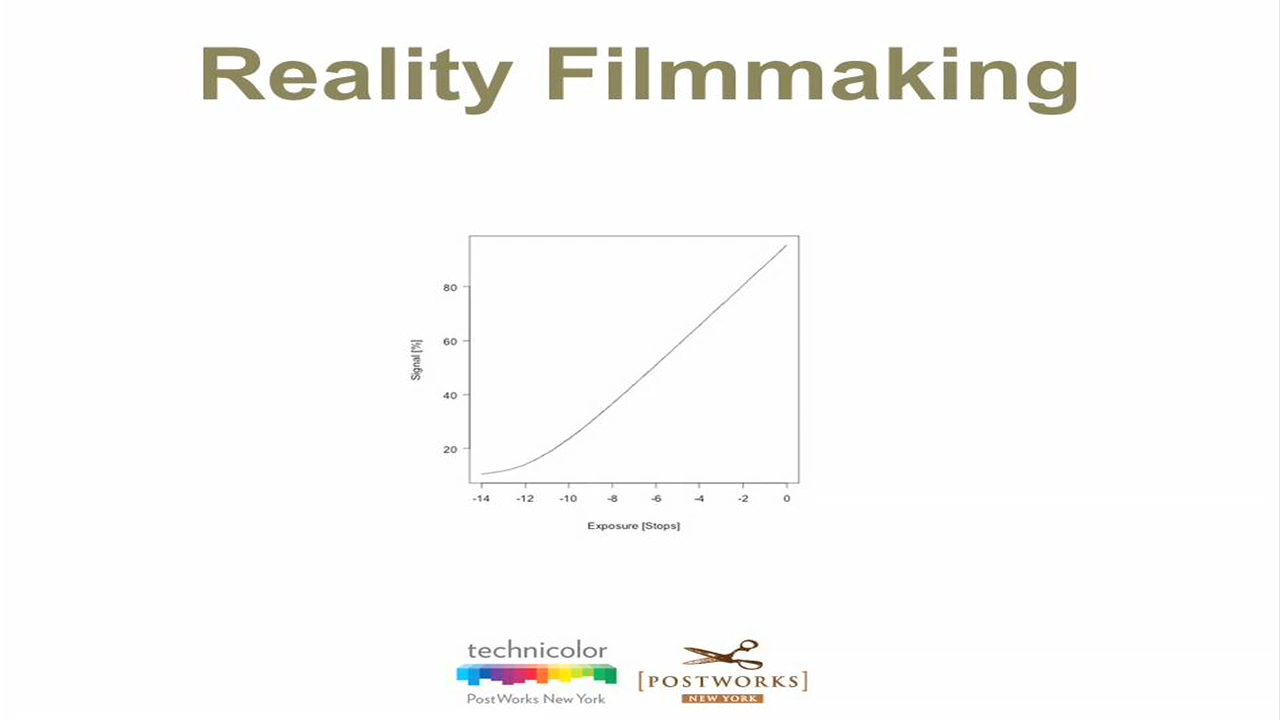 Reality Filmmaking
80
60
40
20
Signal [%]
-14 -12 -10 -8 -6 -4 -2 0
Exposure [Stops]
technicolor
PostWorks New York
[POSTWORKS]
NEW YORK